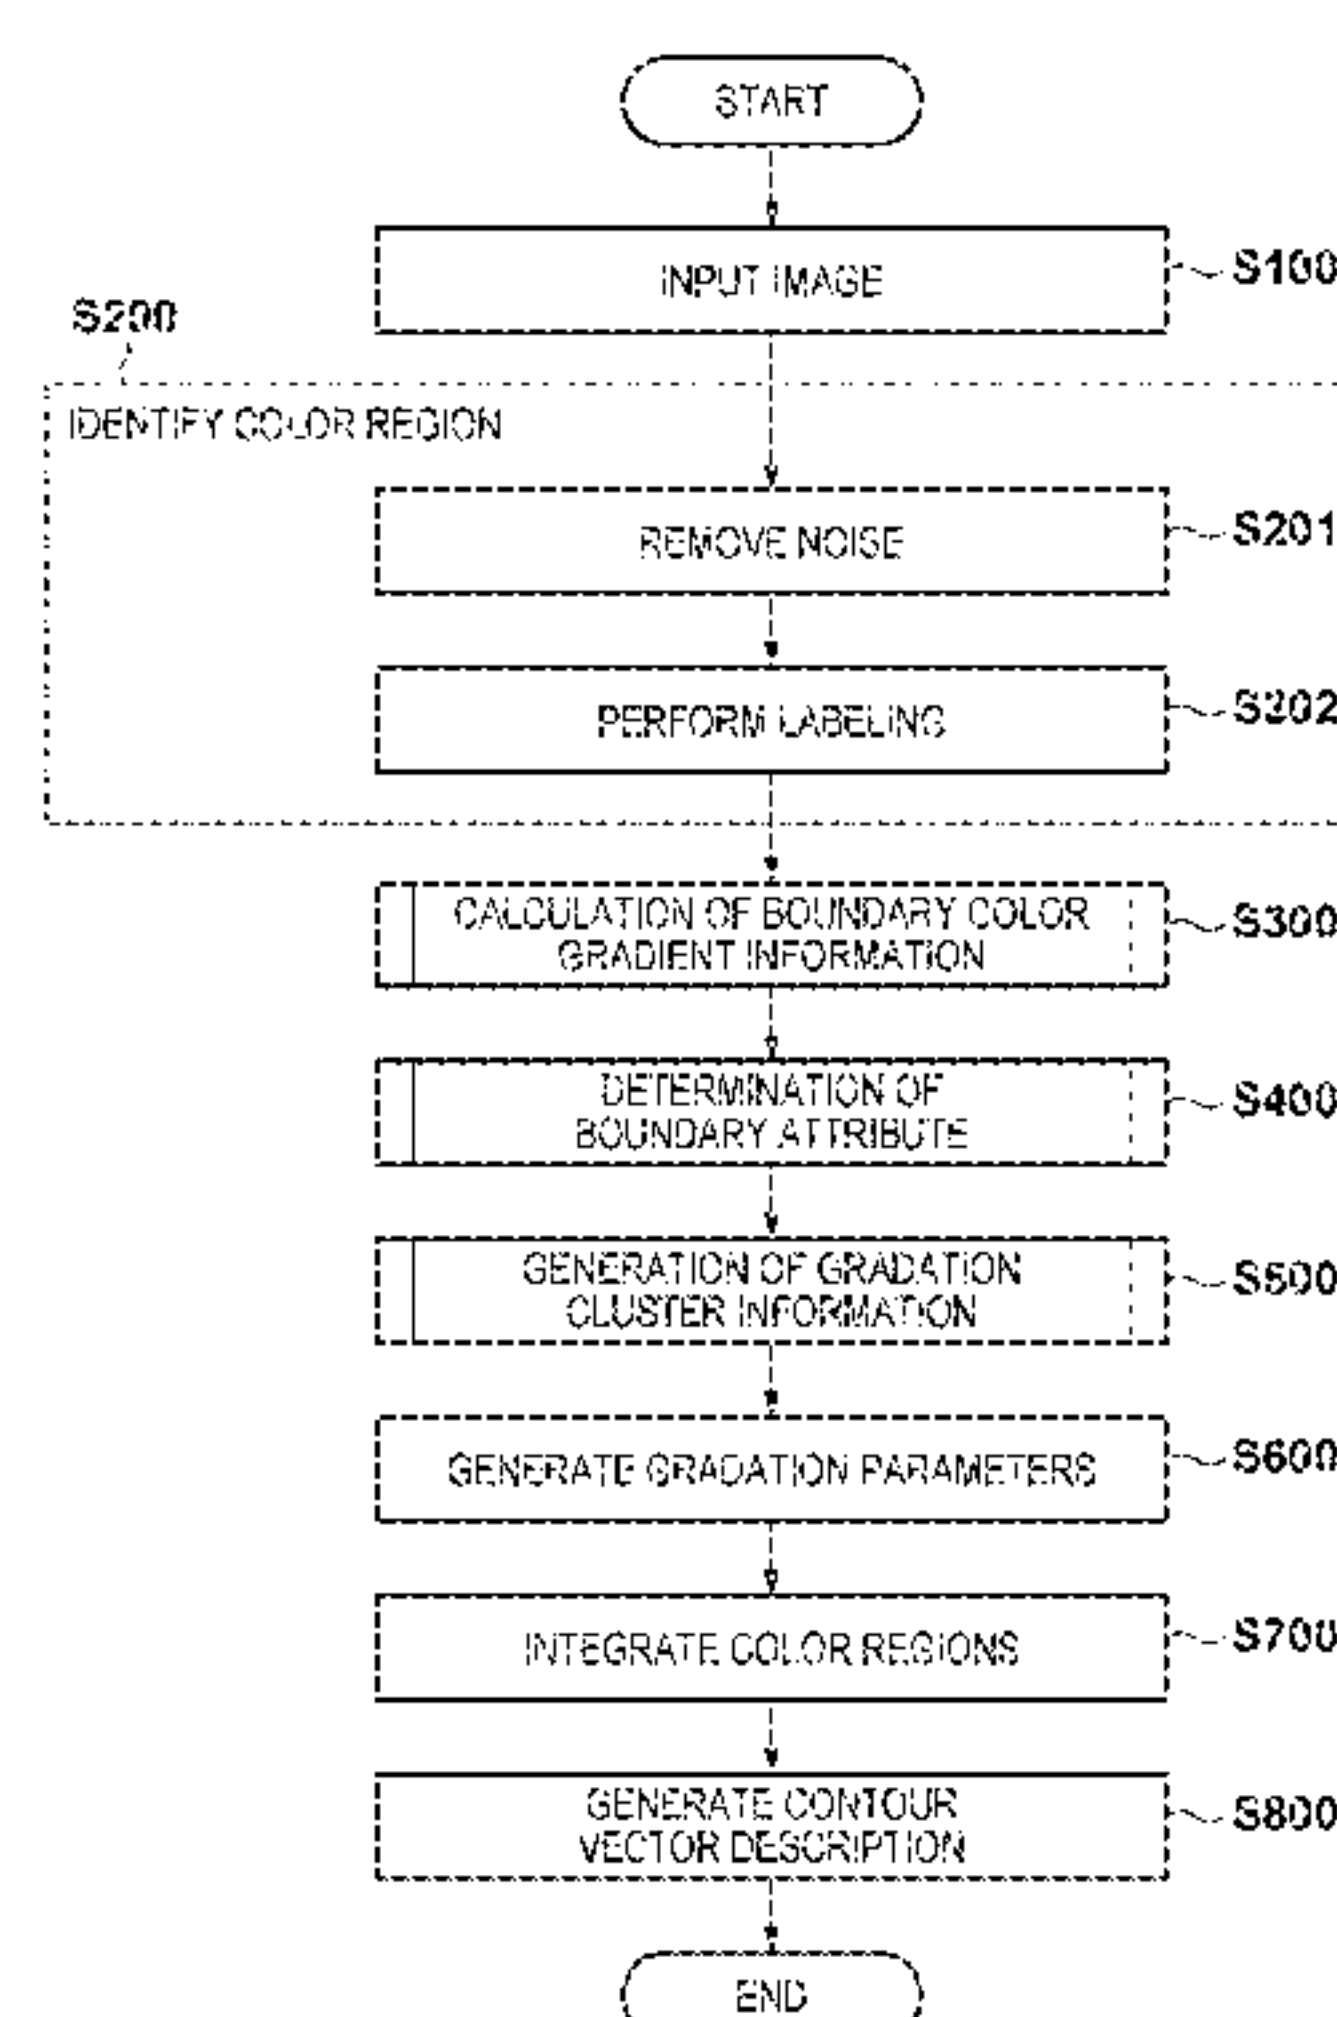 START
INPUT IMAGE
S100
S200
IDENTIFY COLOR REGION
REMOVE NOISE
S201
PERFORM LABELING
S202
CALCULATION OF BOUNDARY COLOR
GRADIENT INFORMATION
S300
DETERMINATION OF
BOUNDARY ATTRIBUTE
S400
GENERATION OF GRADATION
CLUSTER INFORMATION
S500
GENERATE GRADATION PARAMETERS
S600
INTEGRATE COLOR REGIONS
S700
GENERATE CONTOUR
VECTOR DESCRIPTION
S800
END